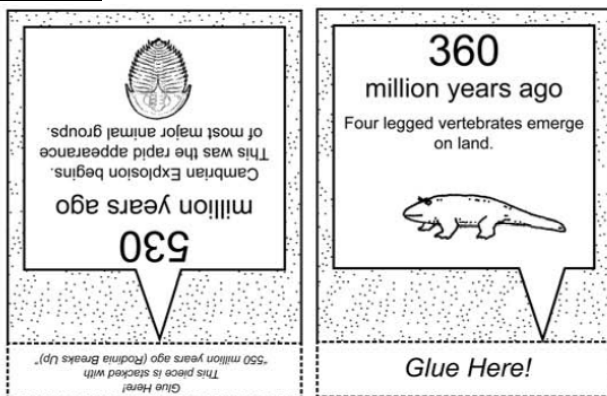 Glue Here!
This piece is stacked with
"550 million years ago (Rodinia Breaks Up)"
530
million years ago
Cambrian Explosion begins.
This was the rapid appearance
of most major animal groups.
360
million years ago
Four legged vertebrates emerge
on land.
Glue Here!